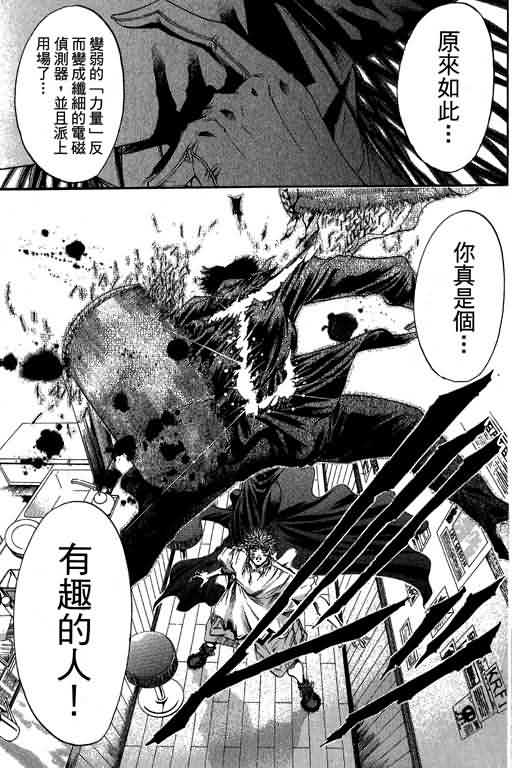 原來如此…
變弱的「力量」反
而變成纖細的電磁
偵測器,並且派上
用場了…
你真是個…
有趣的人!